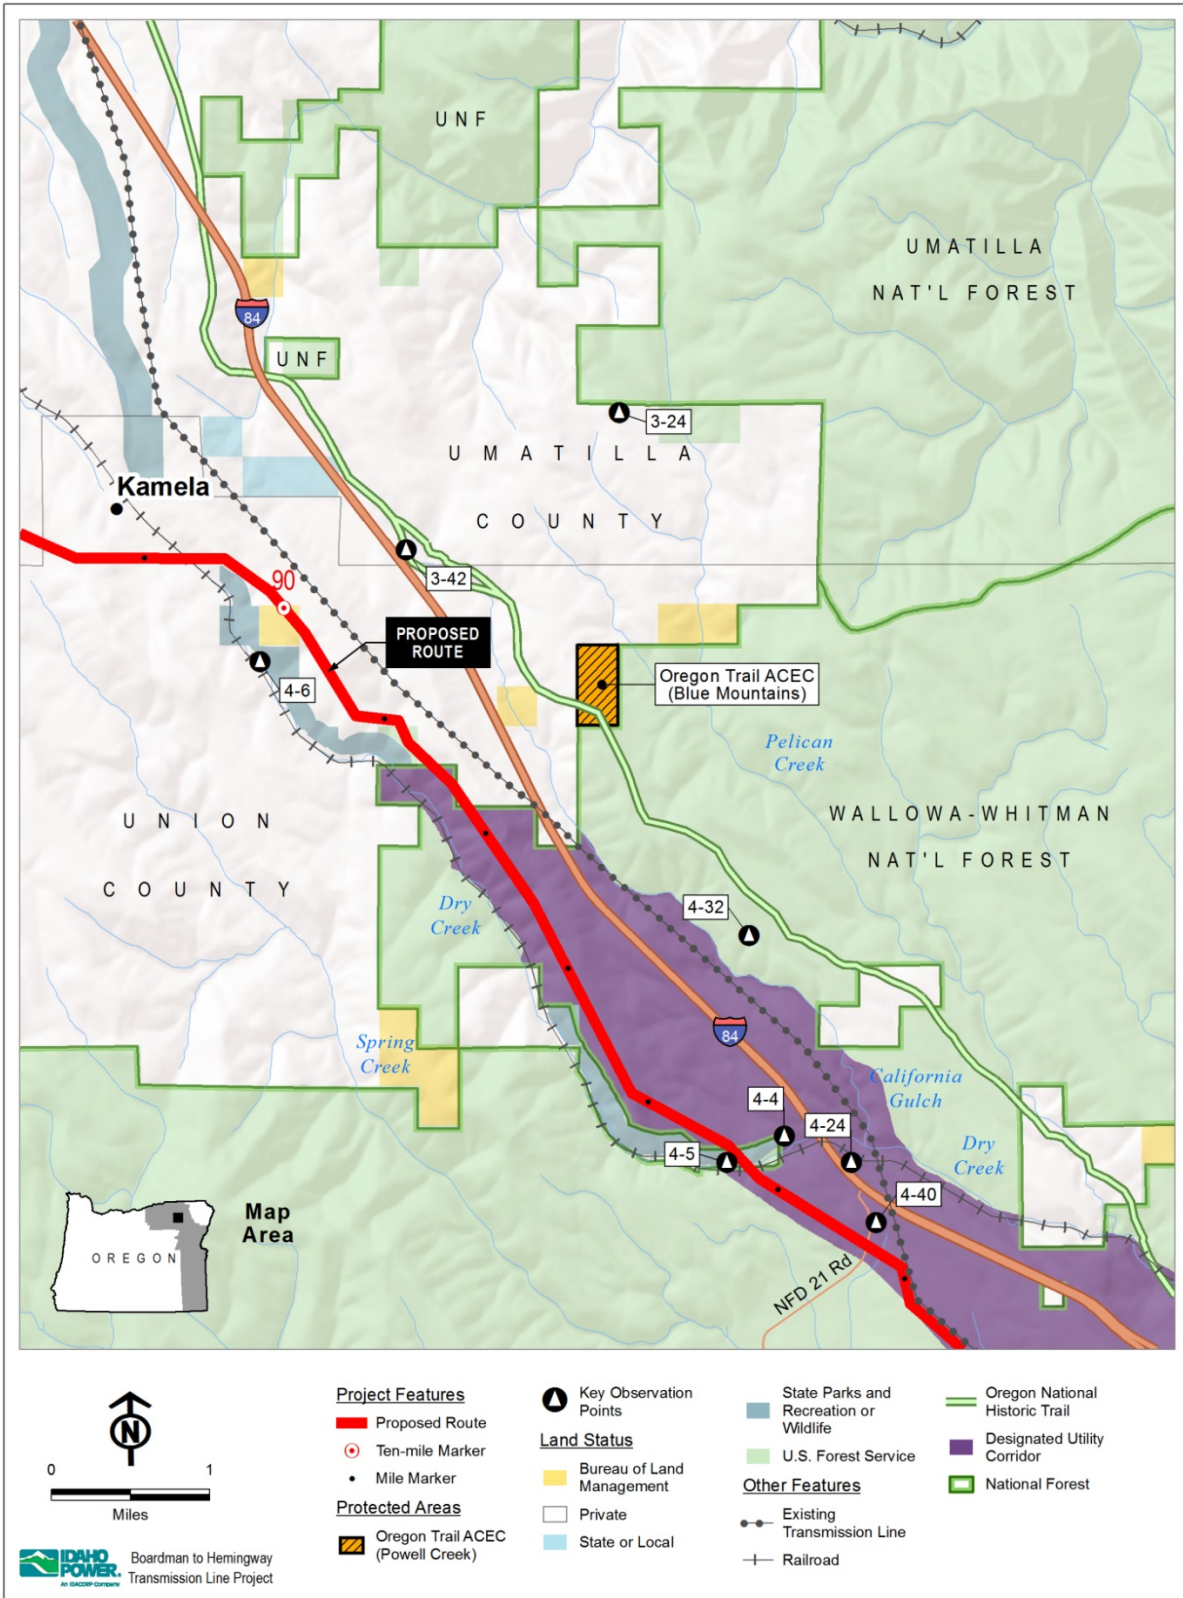 UNF
UMATILLA
NAT'L FOREST
84
UNF
3-24
UMATILLA
COUNTY
Kamela
3-42
90
PROPOSED
ROUTE
4-6
Oregon Trail ACEC
(Blue Mountains)
Pelican
Creek
UNION
COUNTY
WALLOWA-WHITMAN
NAT'L FOREST
Dry
Creek
4-32
84
Spring
Creek
California
Gulch
4-4
4-24
4-5
Dry
Creek
4-40
NFD 21 Rd
Map
Area
OREGON
N
0 1
Miles
IDAHO
POWER.
An IDACORP Company
Boardman to Hemingway
Transmission Line Project
Project Features
Proposed Route
Ten-mile Marker
Mile Marker
Protected Areas
Oregon Trail ACEC
(Powell Creek)
Key Observation
Points
Land Status
Bureau of Land
Management
Private
State or Local
State Parks and
Recreation or
Wildlife
U.S. Forest Service
Other Features
Existing
Transmission Line
Railroad
Oregon National
Historic Trail
Designated Utility
Corridor
National Forest